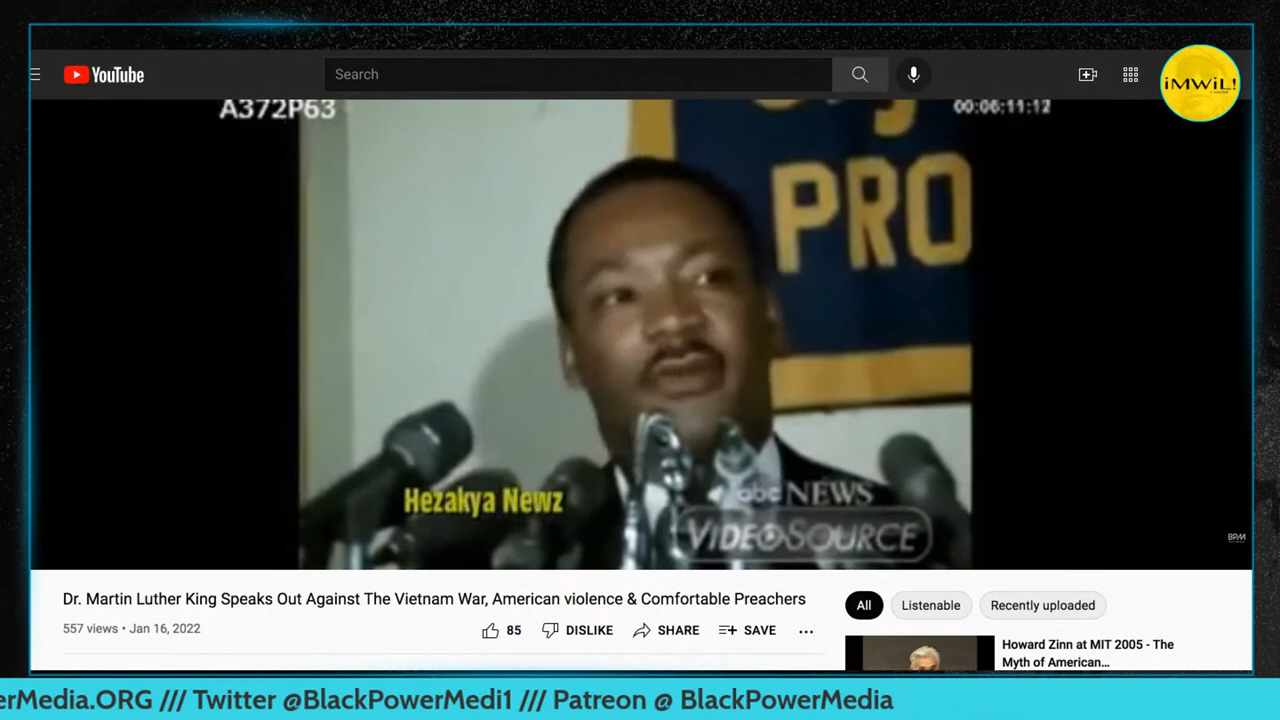 YouTube
Search
iMWiL!
A372P63
00:06:11:12
PRO
Hezakya Newz
abc NEWS
VIDEOSOURCE
BPM
Dr. Martin Luther King Speaks Out Against The Vietnam War, American violence & Comfortable Preachers
557 views • Jan 16, 2022
85 DISLIKE SHARE SAVE ...
All Listenable Recently uploaded
Howard Zinn at MIT 2005 - The
Myth of American...
erMedia.ORG /// Twitter @BlackPowerMedi1 /// Patreon @ BlackPowerMedia